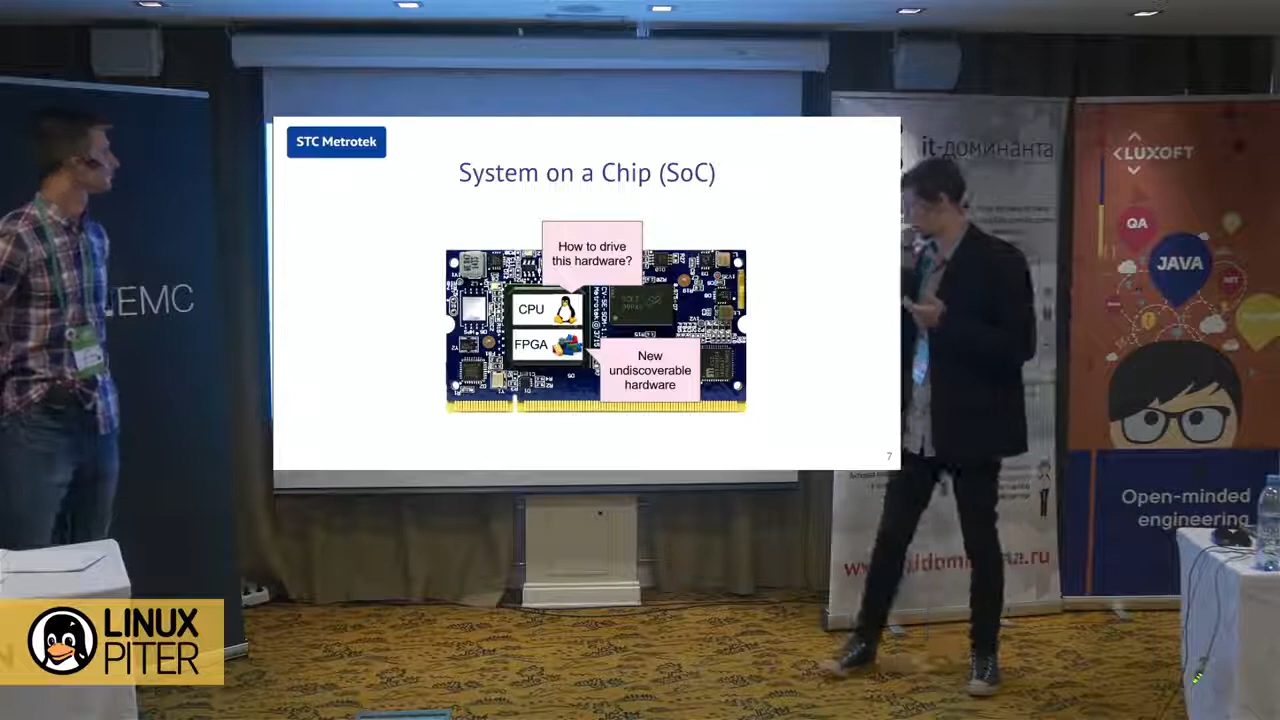 STC Metrotek
System on a Chip (SoC)
How to drive
this hardware?
CPU
FPGA
New
undiscoverable
hardware
7
EMC
it-доминанта
LUXOFT
QA
JAVA
Open-minded
engineering
LINUX
PITER